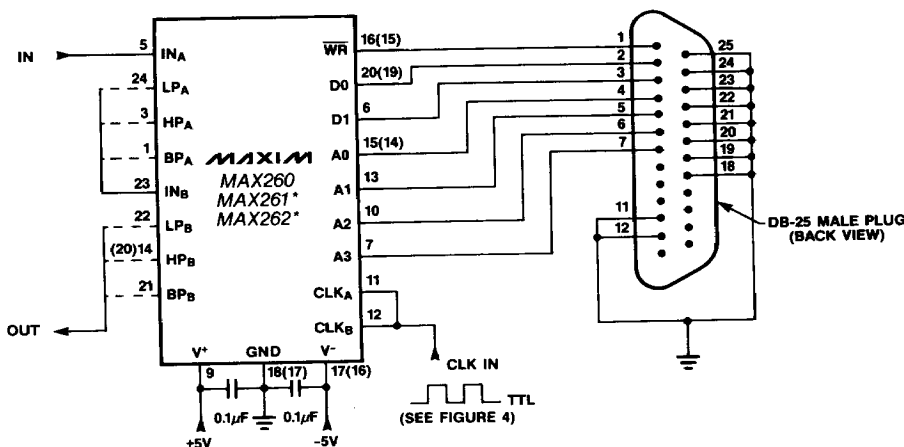 IN
5
INA
24
LPA
3
HPA
1
BPA
23
INB
22
LPB
(20)14
HPB
21
BPB
OUT
MAXIM
MAX260
MAX261*
MAX262*
WR
16(15)
D0
20(19)
D1
6
A0
15(14)
A1
13
A2
10
A3
7
CLKA
11
CLKB
12
V+
9
GND
18(17)
V-
17(16)
0.1µF
0.1µF
+5V
-5V
CLK IN
TTL
(SEE FIGURE 4)
1
2
3
4
5
6
7
11
12
25
24
23
22
21
20
19
18
DB-25 MALE PLUG
(BACK VIEW)